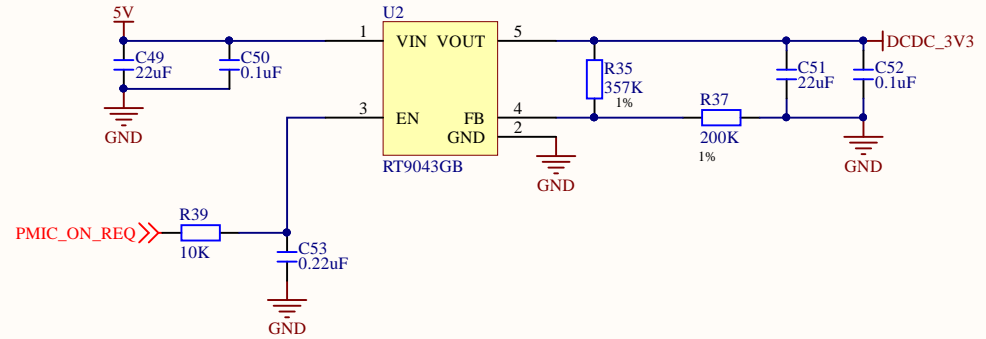 5V
U2
1
VIN
VOUT
5
DCDC_3V3
C49
22uF
C50
0.1uF
R35
357K
1%
C51
22uF
C52
0.1uF
3
EN
FB
4
R37
200K
1%
GND
2
GND
RT9043GB
GND
GND
PMIC_ON_REQ
R39
10K
C53
0.22uF
GND